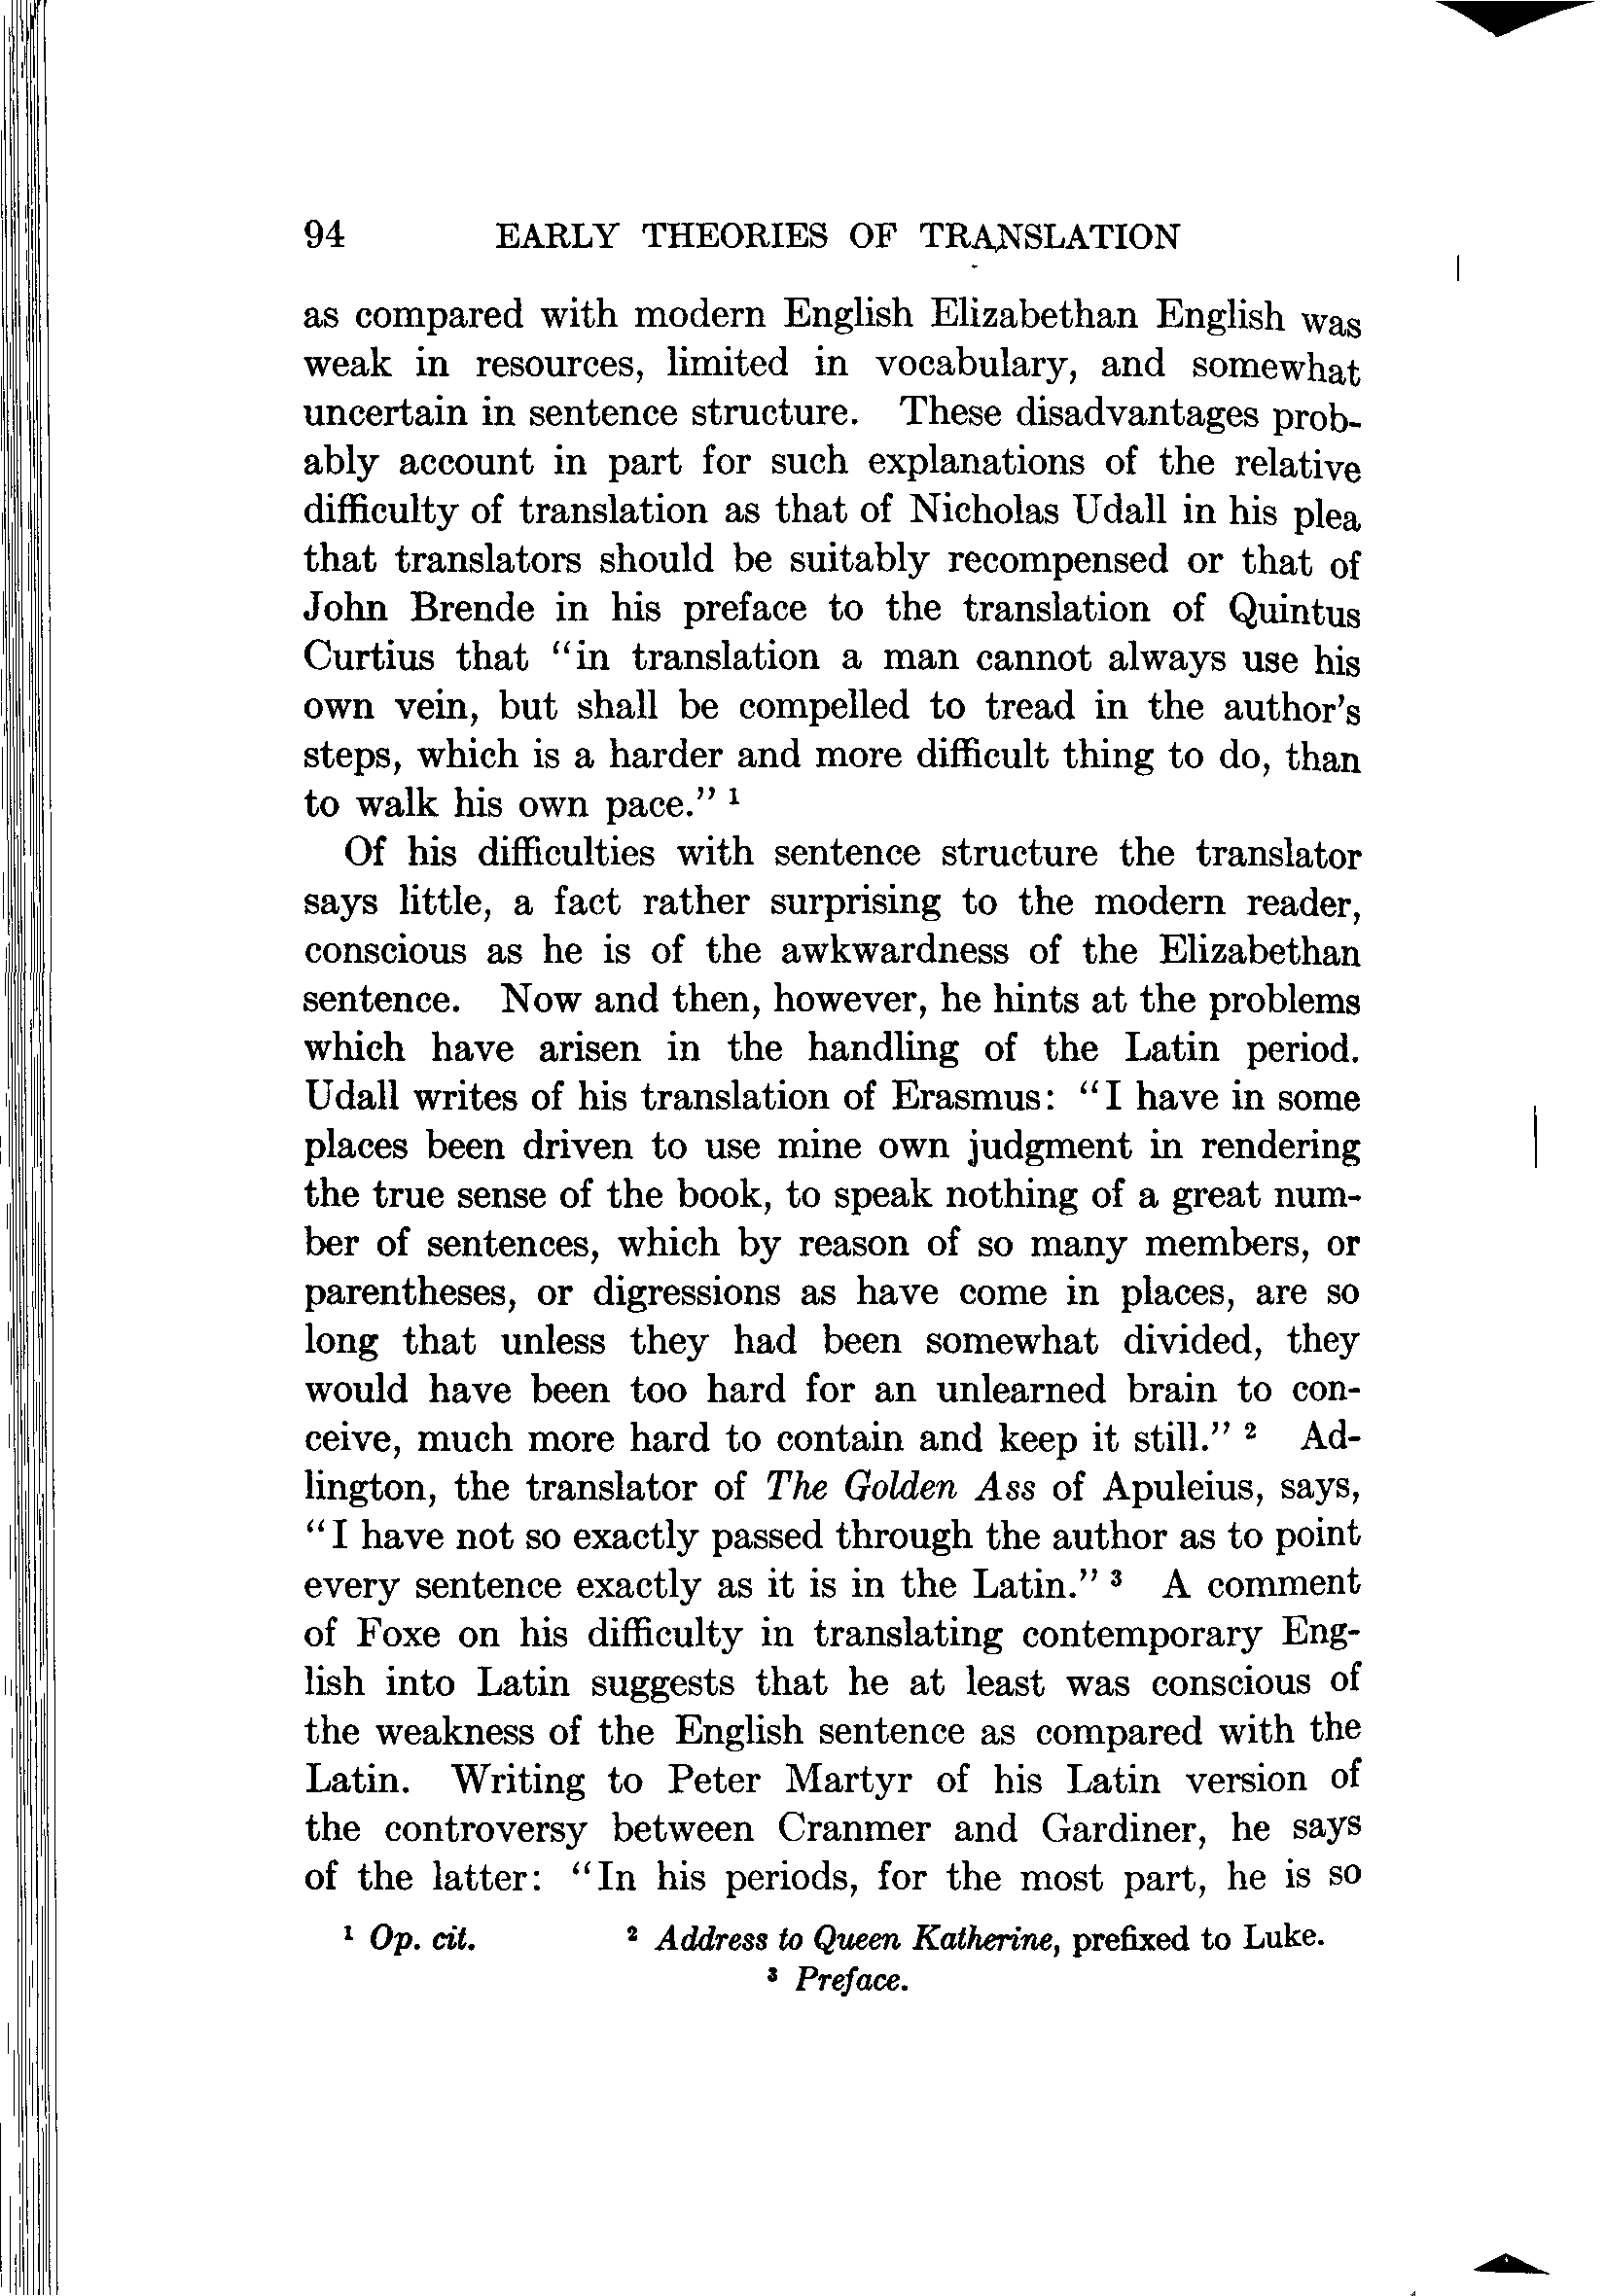 94 EARLY THEORIES OF TRANSLATION
as compared with modern English Elizabethan English was
weak in resources, limited in vocabulary, and somewhat
uncertain in sentence structure. These disadvantages prob-
ably account in part for such explanations of the relative
difficulty of translation as that of Nicholas Udall in his plea
that translators should be suitably recompensed or that of
John Brende in his preface to the translation of Quintus
Curtius that “in translation a man cannot always use his
own vein, but shall be compelled to tread in the author’s
steps, which is a harder and more difficult thing to do, than
to walk his own pace.” ¹
Of his difficulties with sentence structure the translator
says little, a fact rather surprising to the modern reader,
conscious as he is of the awkwardness of the Elizabethan
sentence. Now and then, however, he hints at the problems
which have arisen in the handling of the Latin period.
Udall writes of his translation of Erasmus: “I have in some
places been driven to use mine own judgment in rendering
the true sense of the book, to speak nothing of a great num-
ber of sentences, which by reason of so many members, or
parentheses, or digressions as have come in places, are so
long that unless they had been somewhat divided, they
would have been too hard for an unlearned brain to con-
ceive, much more hard to contain and keep it still.” ² Ad-
lington, the translator of The Golden Ass of Apuleius, says,
“I have not so exactly passed through the author as to point
every sentence exactly as it is in the Latin.” ³ A comment
of Foxe on his difficulty in translating contemporary Eng-
lish into Latin suggests that he at least was conscious of
the weakness of the English sentence as compared with the
Latin. Writing to Peter Martyr of his Latin version of
the controversy between Cranmer and Gardiner, he says
of the latter: “In his periods, for the most part, he is so
¹ Op. cit. ² Address to Queen Katherine, prefixed to Luke.
³ Preface.